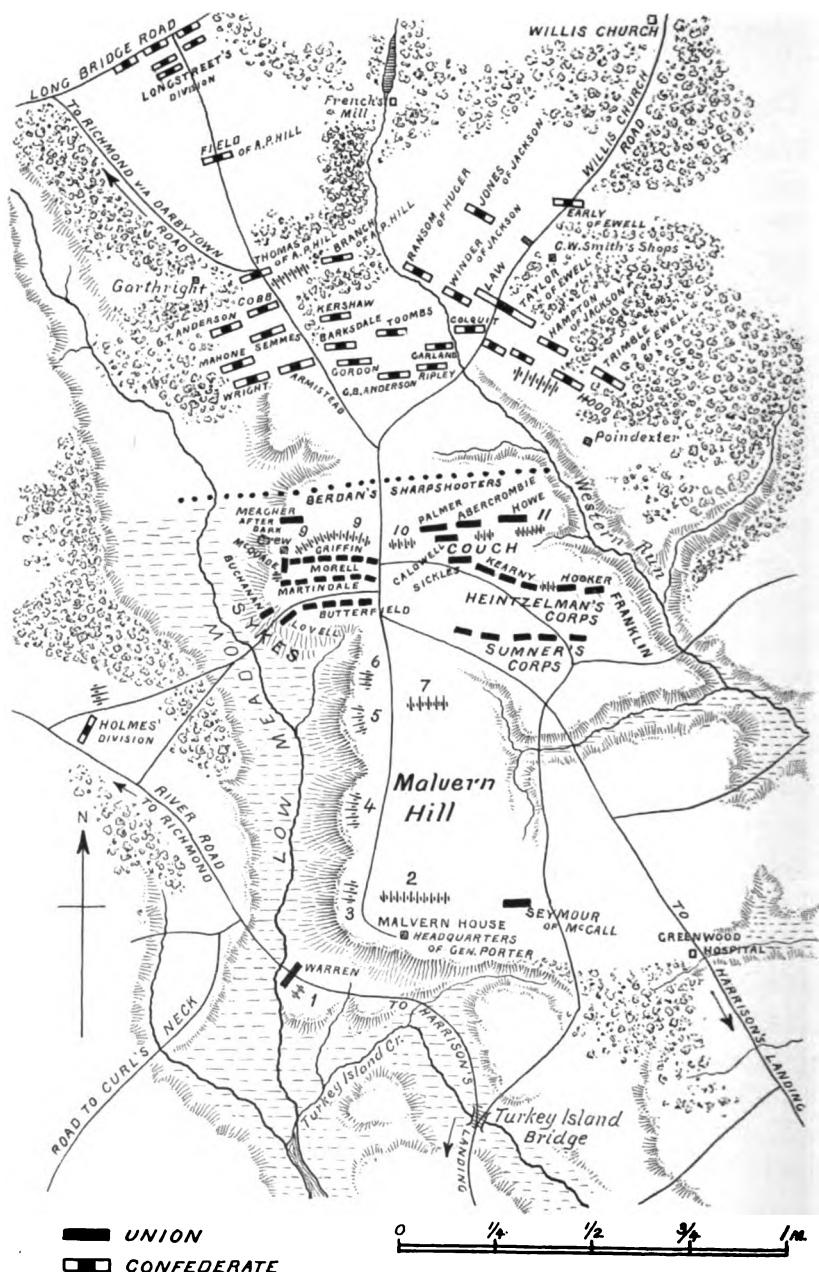 WILLIS CHURCH
LONG BRIDGE ROAD
LONGSTREET'S
DIVISION
French's
Mill
TO RICHMOND VIA DARBYTOWN
ROAD
FIELD
OF A.P. HILL
WILLIS CHURCH
ROAD
JONES
OF JACKSON
RANSOM
OF HUGER
WINDER
OF JACKSON
EARLY
OF EWELL
C.W. Smith's Shops
THOMAS
OF A.P. HILL
BRANCH
OF A.P. HILL
LAW
TAYLOR
OF EWELL
HAMPTON
OF JACKSON
TRIMBLE
OF EWELL
Garthright
COBB
G.T. ANDERSON
KERSHAW
TOOMBS
COLQUIT
SEMMES
BARKSDALE
GARLAND
MAHONE
GORDON
RIPLEY
WRIGHT
ARMISTEAD
G.B. ANDERSON
HOOD
Poindexter
BERDAN'S SHARPSHOOTERS
Western Run
MEAGHER
AFTER
DARK
9
9
10
PALMER
ABERCROMBIE
HOWE
11
Crew
McQUADE
GRIFFIN
COUCH
MORELL
CALDWELL
SICKLES
KEARNY
HOOKER
BUCHANAN
MARTINDALE
HEINTZELMAN'S
CORPS
FRANKLIN
BUTTERFIELD
LOVELL
SYKES
SUMNER'S
CORPS
MEADOW
6
7
5
HOLMES'
DIVISION
Malvern
Hill
4
RIVER ROAD
TO RICHMOND
N
2
3
SEYMOUR
OF McCALL
MALVERN HOUSE
HEADQUARTERS
OF GEN. PORTER
GREENWOOD
HOSPITAL
TO
HARRISON'S LANDING
WARREN
1
TO HARRISON'S
LANDING
ROAD TO CURL'S NECK
Turkey Island Cr.
Turkey Island
Bridge
UNION
CONFEDERATE
0 1/4 1/2 3/4 1 M.